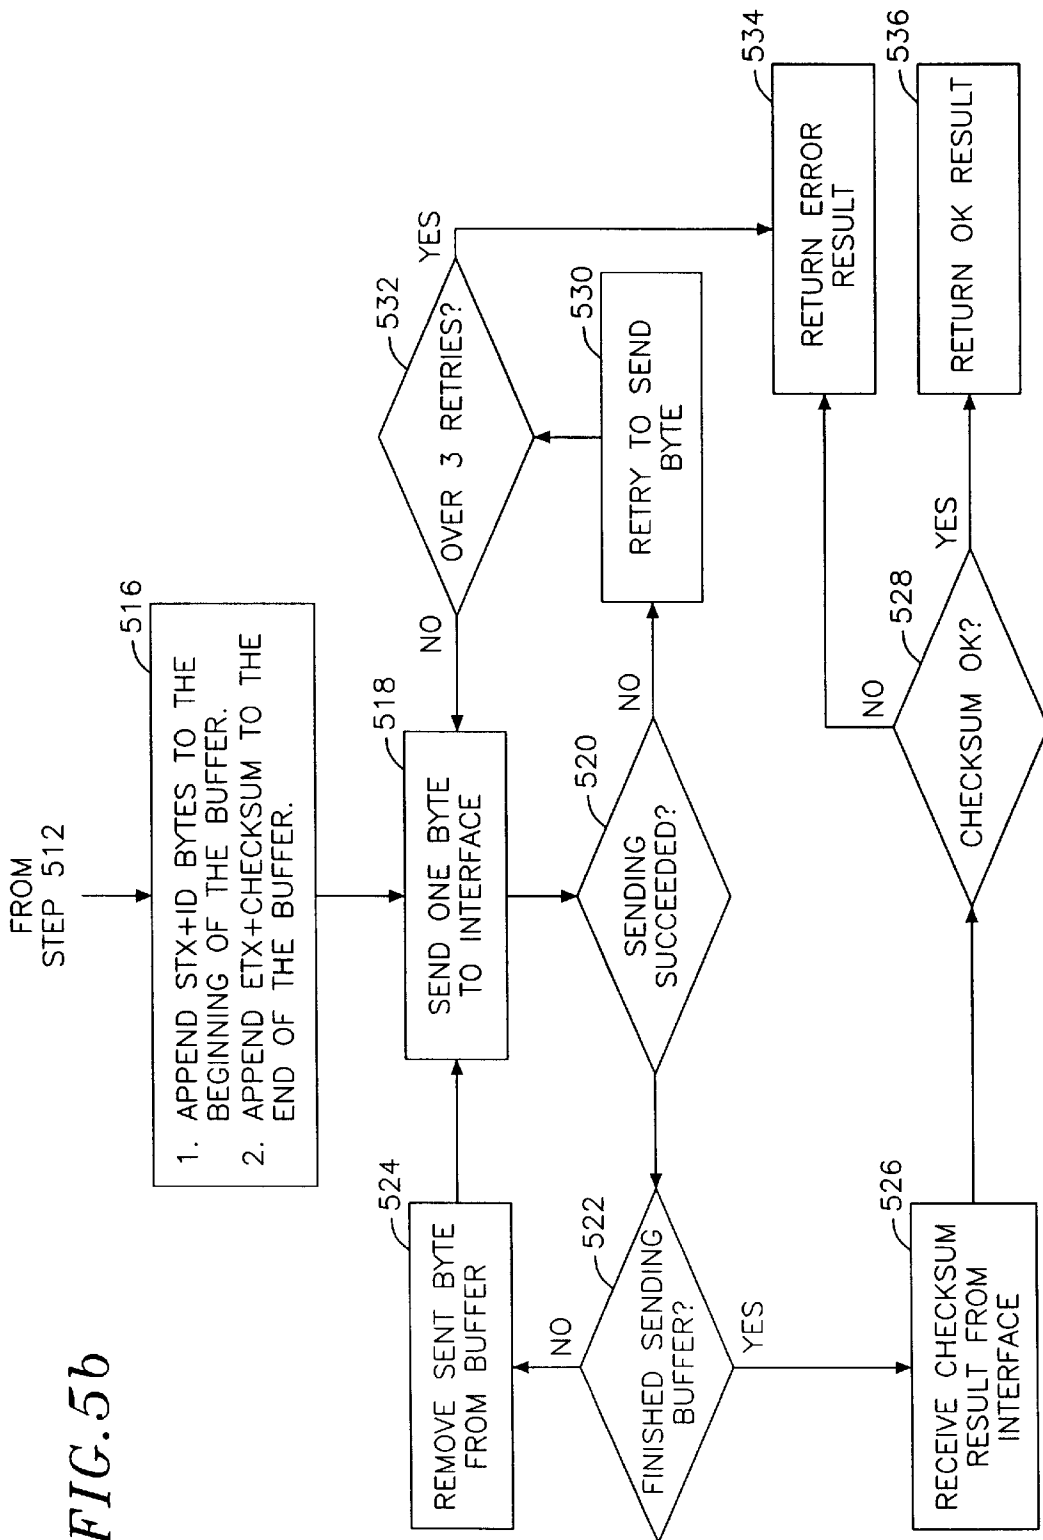 FIG.5b
FROM
STEP 512
516
1. APPEND STX+ID BYTES TO THE
BEGINNING OF THE BUFFER.
2. APPEND ETX+CHECKSUM TO THE
END OF THE BUFFER.
524
REMOVE SENT BYTE
FROM BUFFER
518
SEND ONE BYTE
TO INTERFACE
NO
532
OVER 3 RETRIES?
YES
NO
522
FINISHED SENDING
BUFFER?
YES
520
SENDING
SUCCEEDED?
NO
530
RETRY TO SEND
BYTE
534
RETURN ERROR
RESULT
526
RECEIVE CHECKSUM
RESULT FROM
INTERFACE
NO
528
CHECKSUM OK?
YES
536
RETURN OK RESULT